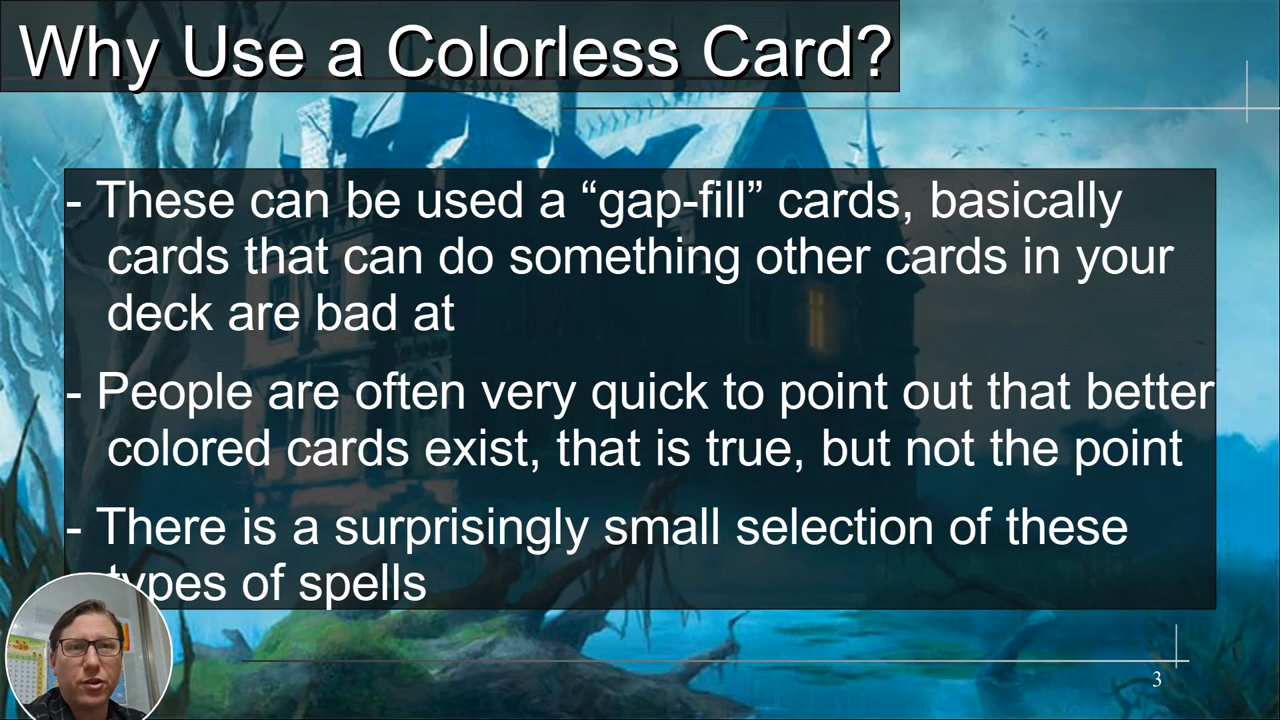 Why Use a Colorless Card?
- These can be used a “gap-fill” cards, basically
cards that can do something other cards in your
deck are bad at
- People are often very quick to point out that better
colored cards exist, that is true, but not the point
- There is a surprisingly small selection of these
types of spells
3